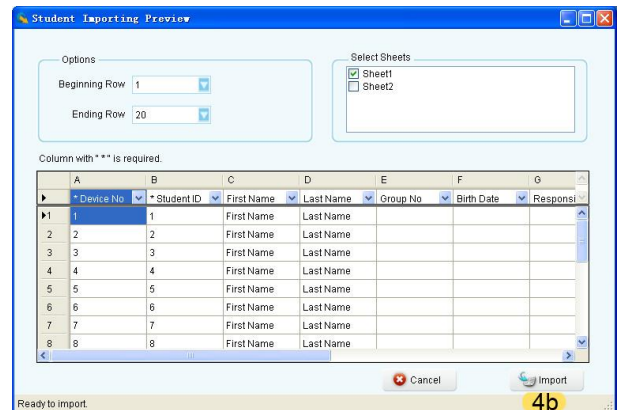 Student Importing Preview
Options
Select Sheets
Beginning Row 1
Sheet1
Sheet2
Ending Row 20
Column with " * " is required.
A B C D E F G
* Device No * Student ID First Name Last Name Group No Birth Date Responsi
1 1 1 First Name Last Name
2 2 2 First Name Last Name
3 3 3 First Name Last Name
4 4 4 First Name Last Name
5 5 5 First Name Last Name
6 6 6 First Name Last Name
7 7 7 First Name Last Name
8 8 8 First Name Last Name
Cancel Import
Ready to import. 4b